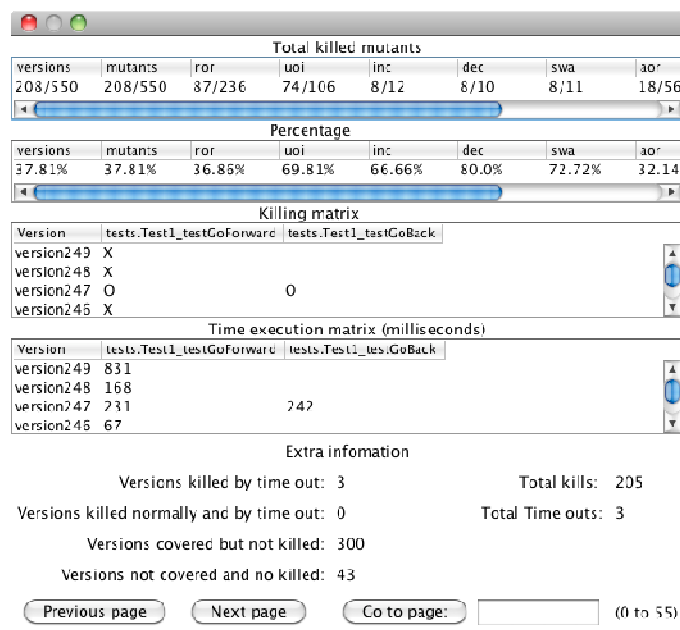 Total killed mutants
versions mutants ror uoi inc dec swa aor
208/550 208/550 87/236 74/106 8/12 8/10 8/11 18/56
Percentage
versions mutants ror uoi inc dec swa aor
37.81% 37.81% 36.86% 69.81% 66.66% 80.0% 72.72% 32.14
Killing matrix
Version tests.Test1_testGoForward tests.Test1_testGoBack
version249 X
version248 X
version247 O O
version246 X
Time execution matrix (milliseconds)
Version tests.Test1_testGoForward tests.Test1_testGoBack
version249 831
version248 168
version247 231 242
version246 67
Extra infomation
Versions killed by time out: 3 Total kills: 205
Versions killed normally and by time out: 0 Total Time outs: 3
Versions covered but not killed: 300
Versions not covered and no killed: 43
Previous page Next page Go to page: (0 to 55)